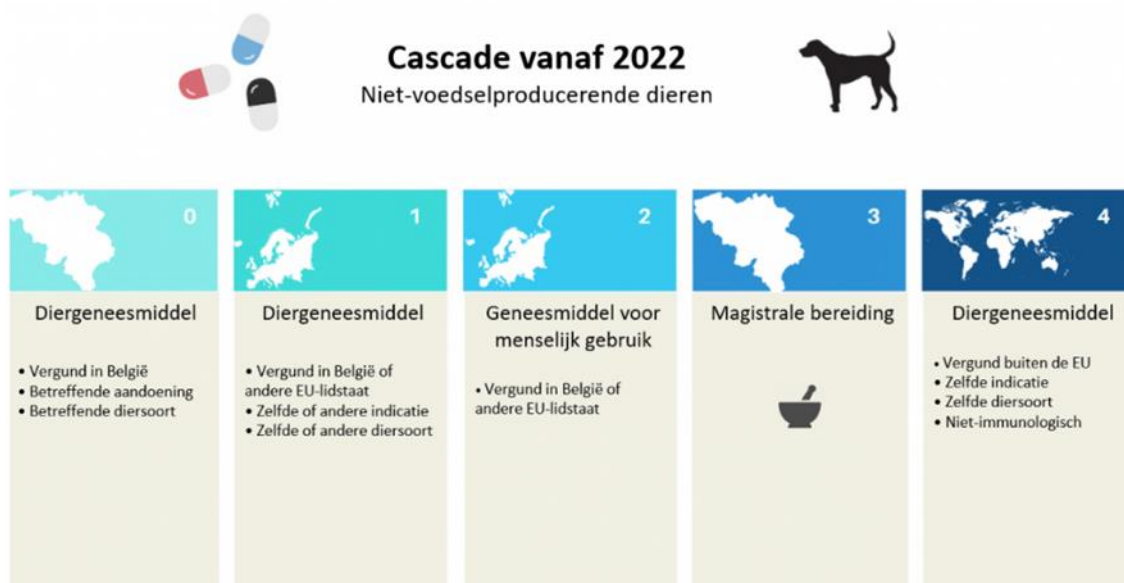 Cascade vanaf 2022
Niet-voedselproducerende dieren
0
Diergeneesmiddel
• Vergund in België
• Betreffende aandoening
• Betreffende diersoort
1
Diergeneesmiddel
• Vergund in België of
andere EU-lidstaat
• Zelfde of andere indicatie
• Zelfde of andere diersoort
2
Geneesmiddel voor
menselijk gebruik
• Vergund in België of
andere EU-lidstaat
3
Magistrale bereiding
4
Diergeneesmiddel
• Vergund buiten de EU
• Zelfde indicatie
• Zelfde diersoort
• Niet-immunologisch